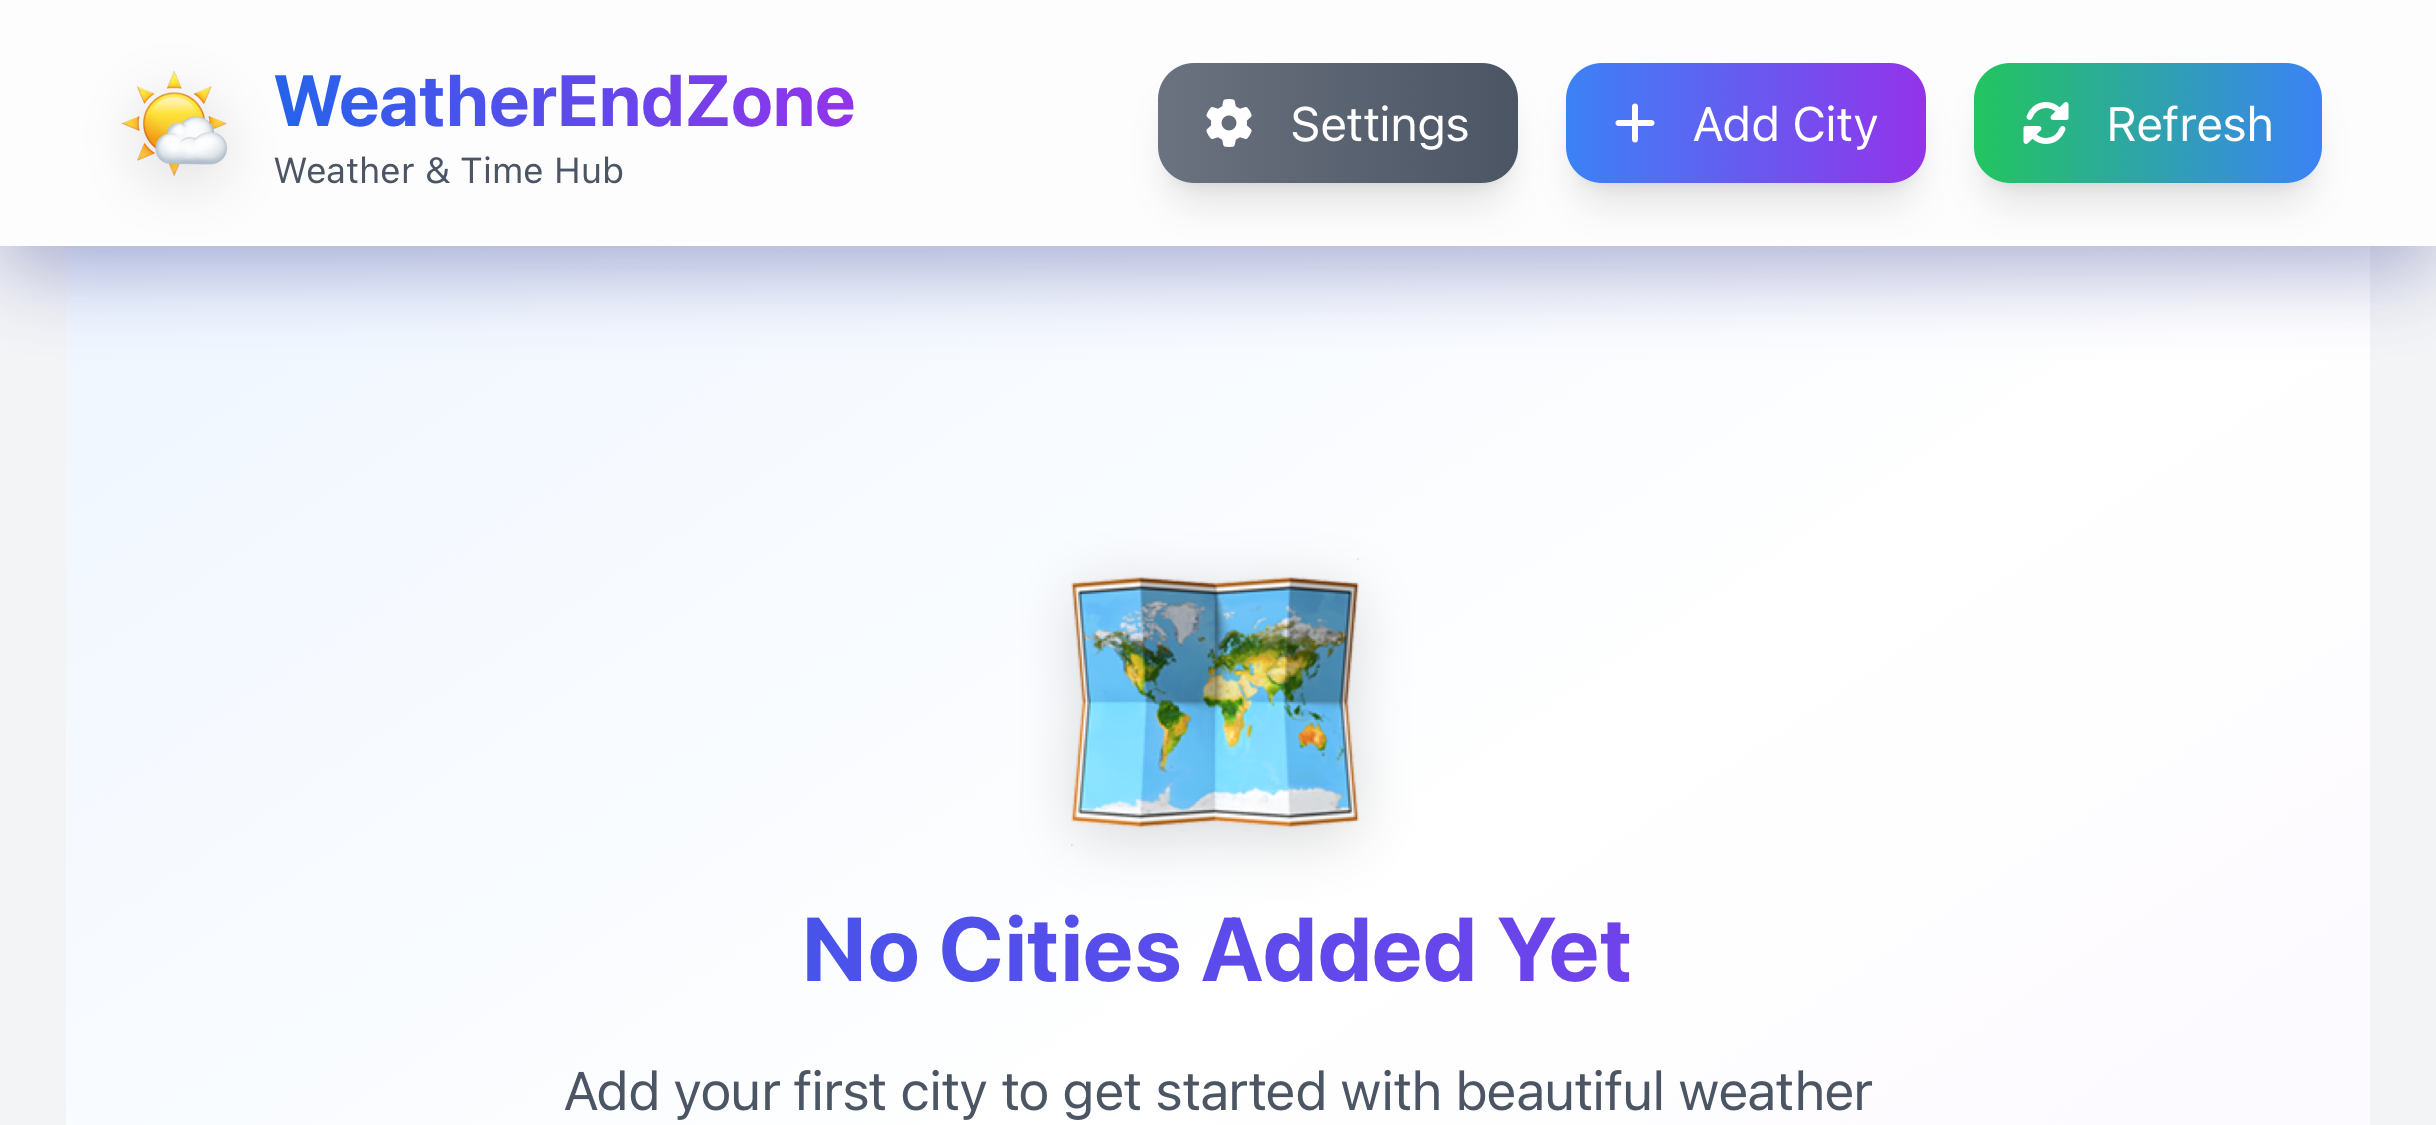 WeatherEndZone
Weather & Time Hub
Settings
Add City
Refresh
No Cities Added Yet
Add your first city to get started with beautiful weather